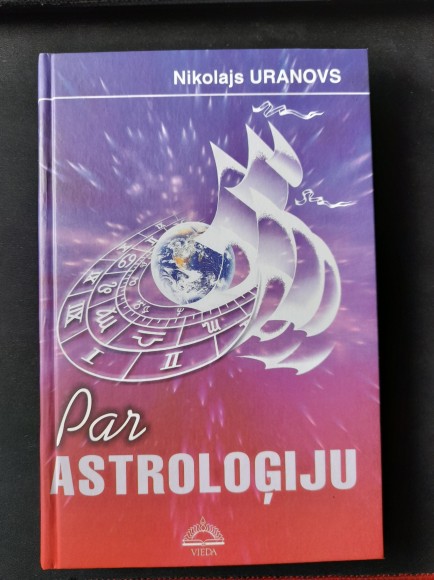 Nikolajs URANOVS
Par
ASTROLOĢIJU
VIEDA